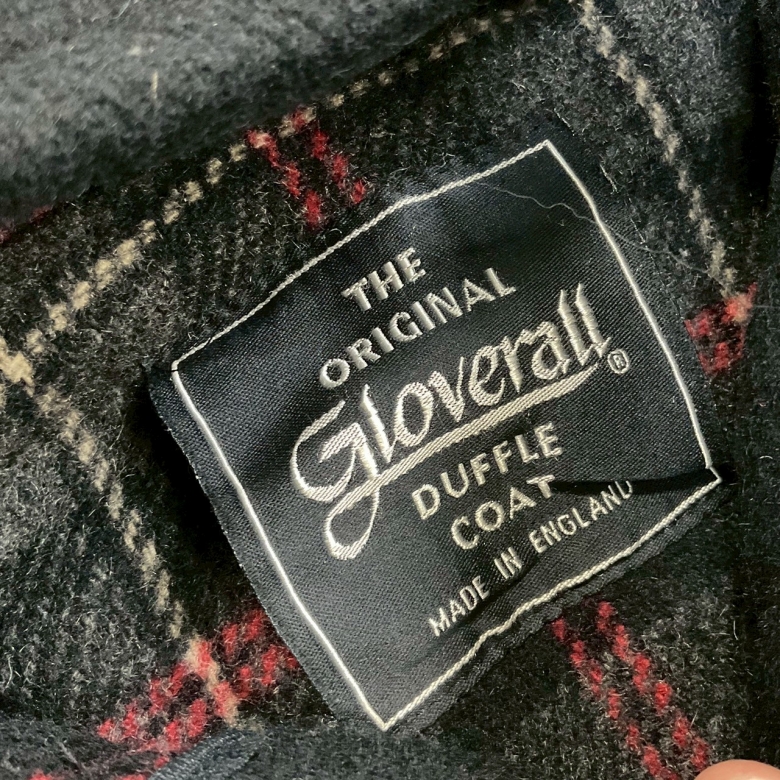 THE
ORIGINAL
Gloverall®
DUFFLE
COAT
MADE IN ENGLAND